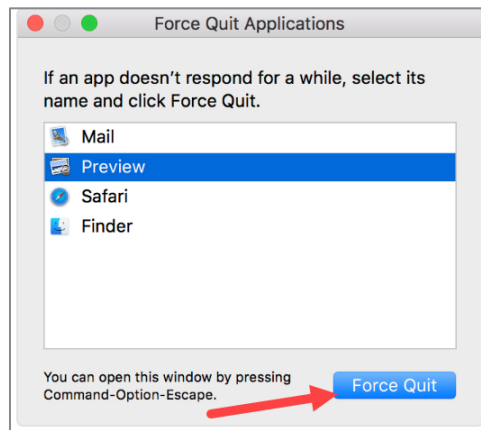 Force Quit Applications
If an app doesn’t respond for a while, select its
name and click Force Quit.
Mail
Preview
Safari
Finder
You can open this window by pressing
Command-Option-Escape.
Force Quit